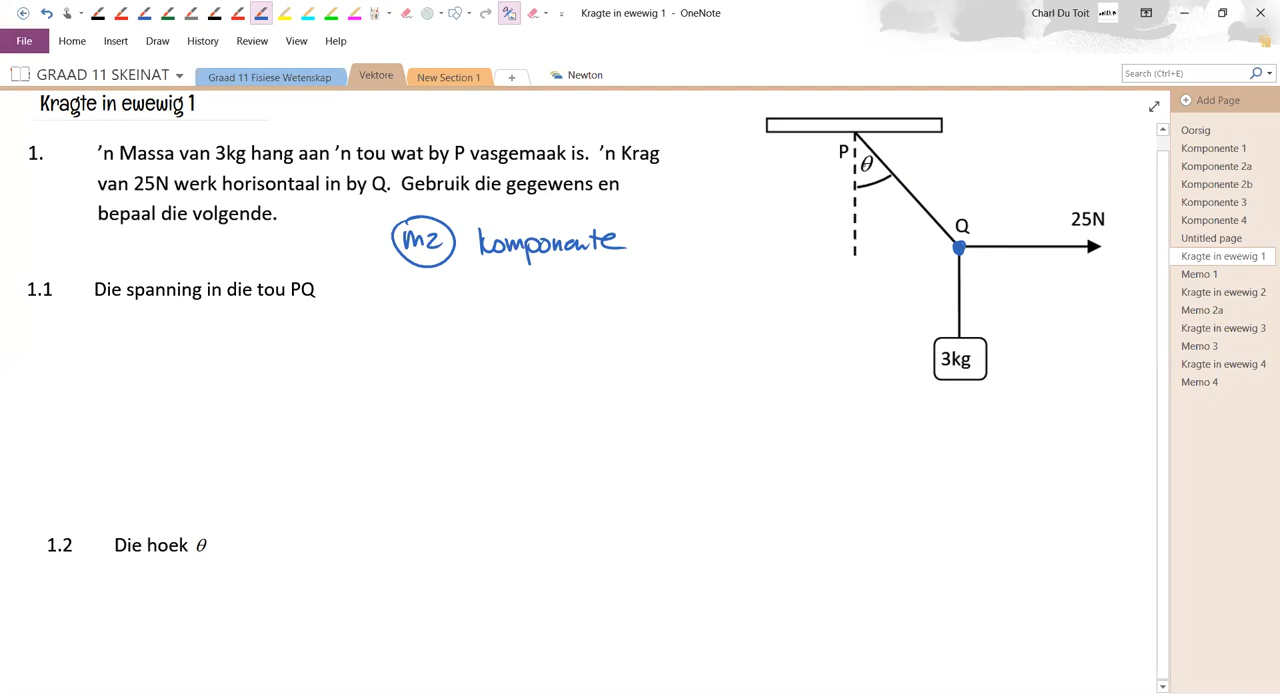 Kragte in ewewig 1 - OneNote
Charl Du Toit
File Home Insert Draw History Review View Help
GRAAD 11 SKEINAT
Graad 11 Fisiese Wetenskap
Vektore
New Section 1
+
Newton
Search (Ctrl+E)
Kragte in ewewig 1
1. 'n Massa van 3kg hang aan 'n tou wat by P vasgemaak is. 'n Krag
van 25N werk horisontaal in by Q. Gebruik die gegewens en
bepaal die volgende.
m2 komponente
1.1 Die spanning in die tou PQ
1.2 Die hoek θ
P
θ
Q
25N
3kg
Add Page
Oorsig
Komponente 1
Komponente 2a
Komponente 2b
Komponente 3
Komponente 4
Untitled page
Kragte in ewewig 1
Memo 1
Kragte in ewewig 2
Memo 2a
Kragte in ewewig 3
Memo 3
Kragte in ewewig 4
Memo 4